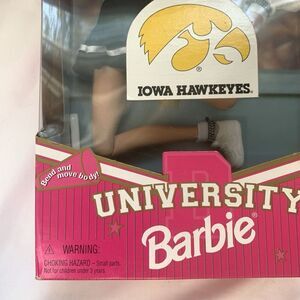 ®
IOWA HAWKEYES®
Bend and
move body!
UNIVERSITY
Barbie®
⚠ WARNING:
CHOKING HAZARD – Small parts.
Not for children under 3 years.